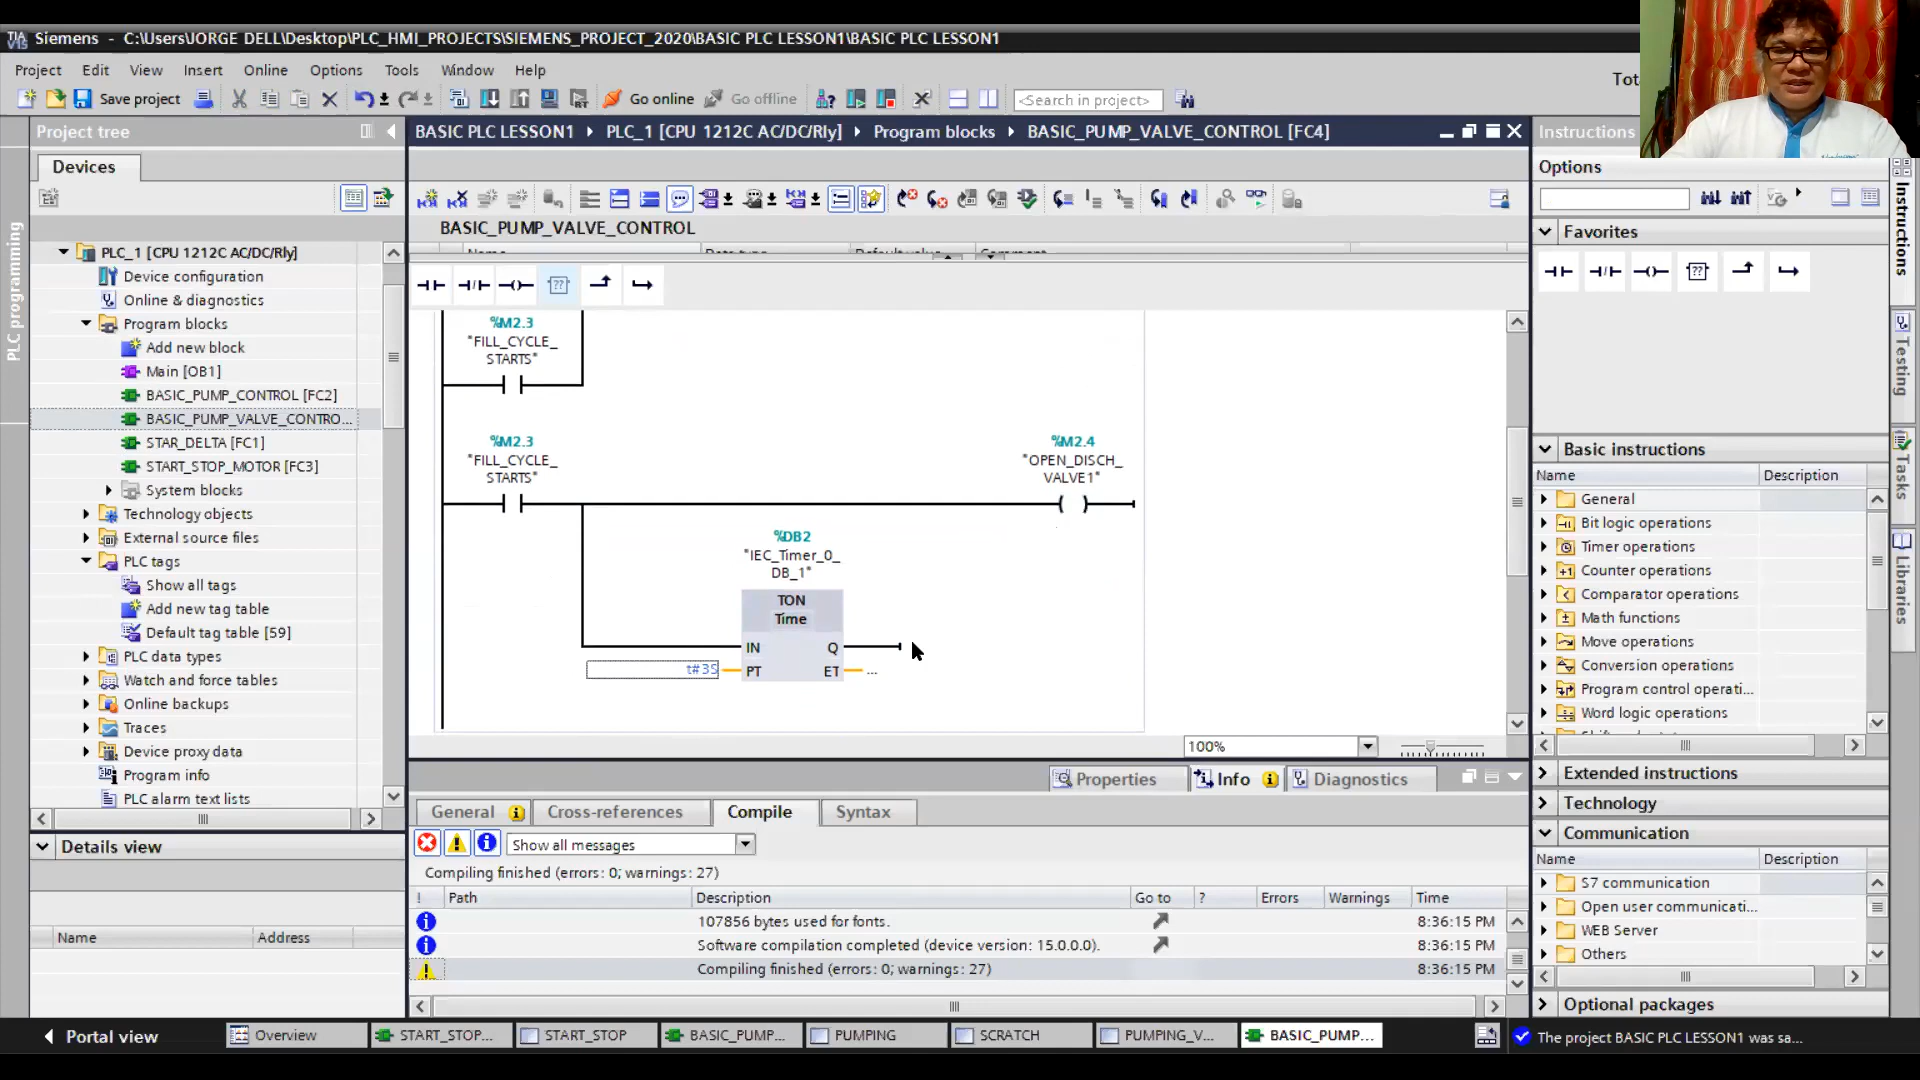 Siemens - C:\Users\JORGE DELL\Desktop\PLC_HMI_PROJECTS\SIEMENS_PROJECT_2020\BASIC PLC LESSON1\BASIC PLC LESSON1
Project Edit View Insert Online Options Tools Window Help
Save project Go online Go offline <Search in project>
Project tree
BASIC PLC LESSON1 PLC_1 [CPU 1212C AC/DC/Rly] Program blocks BASIC_PUMP_VALVE_CONTROL [FC4]
Instructions
Devices
Options
PLC programming
BASIC_PUMP_VALVE_CONTROL
Favorites
PLC_1 [CPU 1212C AC/DC/Rly]
Device configuration
Online & diagnostics
Program blocks
Add new block
Main [OB1]
BASIC_PUMP_CONTROL [FC2]
BASIC_PUMP_VALVE_CONTRO...
STAR_DELTA [FC1]
START_STOP_MOTOR [FC3]
System blocks
Technology objects
External source files
PLC tags
Show all tags
Add new tag table
Default tag table [59]
PLC data types
Watch and force tables
Online backups
Traces
Device proxy data
Program info
PLC alarm text lists
Details view
Name Address
%M2.3
"FILL_CYCLE_
STARTS"
%M2.3
"FILL_CYCLE_
STARTS"
%M2.4
"OPEN_DISCH_
VALVE1"
%DB2
"IEC_Timer_0_
DB_1"
TON
Time
IN Q
t#3S PT ET ...
100%
Properties Info Diagnostics
General Cross-references Compile Syntax
Show all messages
Compiling finished (errors: 0; warnings: 27)
! Path Description Go to ? Errors Warnings Time
107856 bytes used for fonts. 8:36:15 PM
Software compilation completed (device version: 15.0.0.0). 8:36:15 PM
Compiling finished (errors: 0; warnings: 27) 8:36:15 PM
Basic instructions
Name Description
General
Bit logic operations
Timer operations
Counter operations
Comparator operations
Math functions
Move operations
Conversion operations
Program control operati...
Word logic operations
Extended instructions
Technology
Communication
Name Description
S7 communication
Open user communicati...
WEB Server
Others
Optional packages
Instructions
Testing
Tasks
Libraries
Portal view Overview START_STOP... START_STOP BASIC_PUMP... PUMPING SCRATCH PUMPING_V... BASIC_PUMP... The project BASIC PLC LESSON1 was sa...